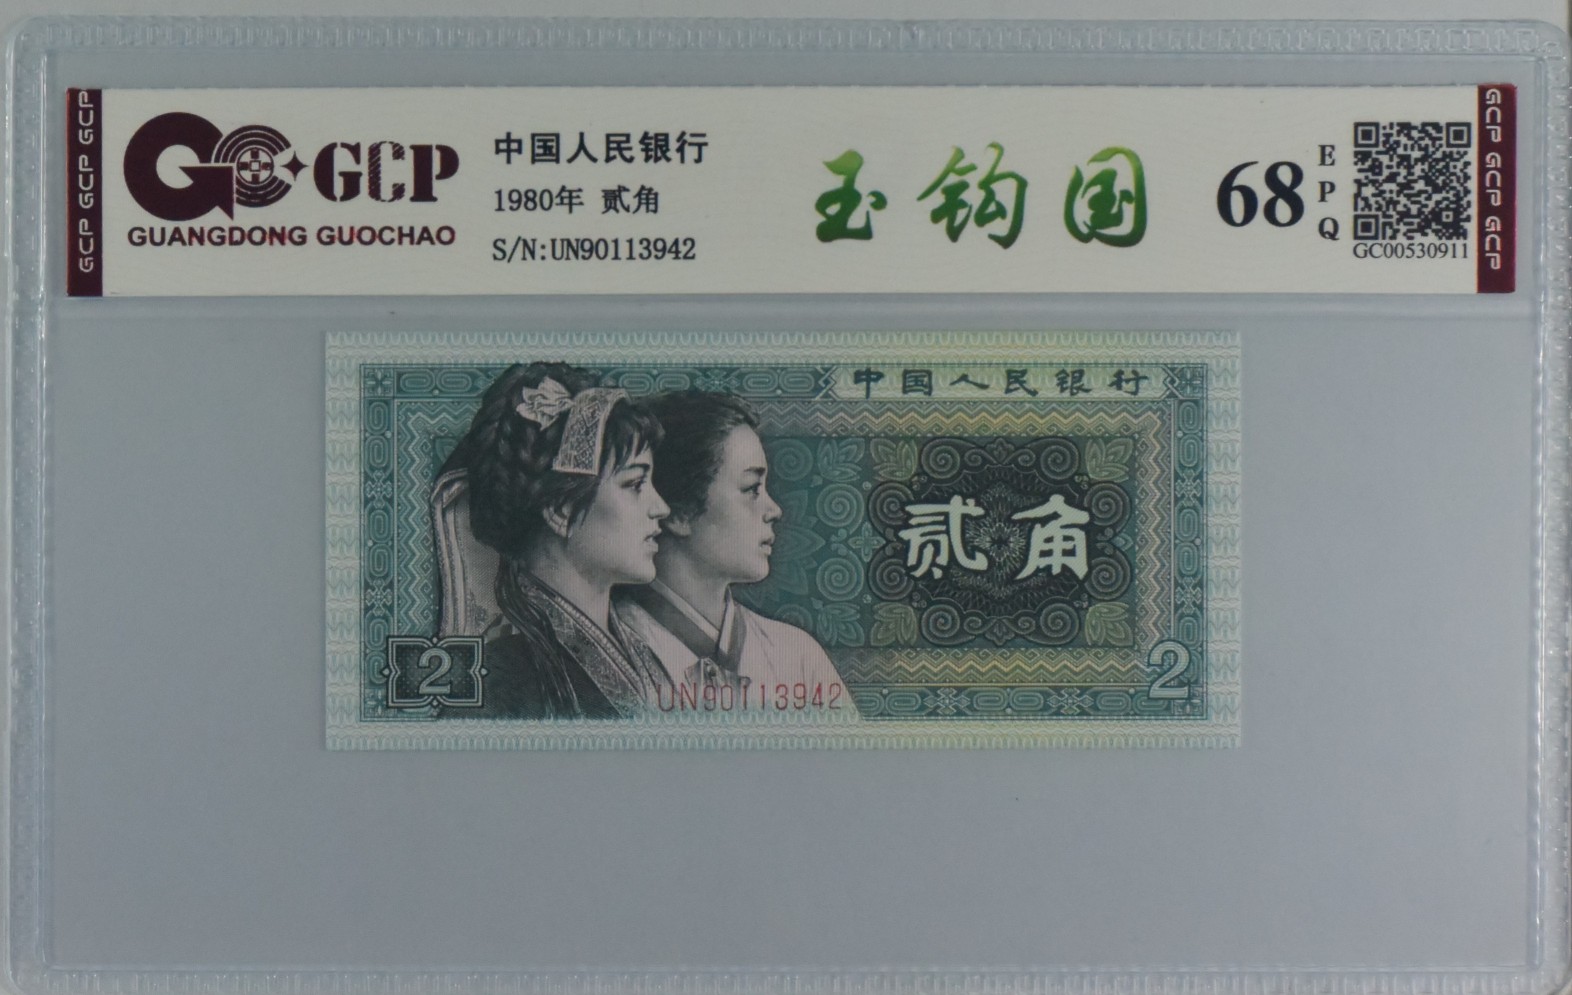 GCP GCP GCP
GCP
GUANGDONG GUOCHAO
中国人民银行
1980年 贰角
S/N:UN90113942
玉钩国
68
EPQ
GC00530911
GCP GCP GCP
中国人民银行
贰角
2
UN90113942
2